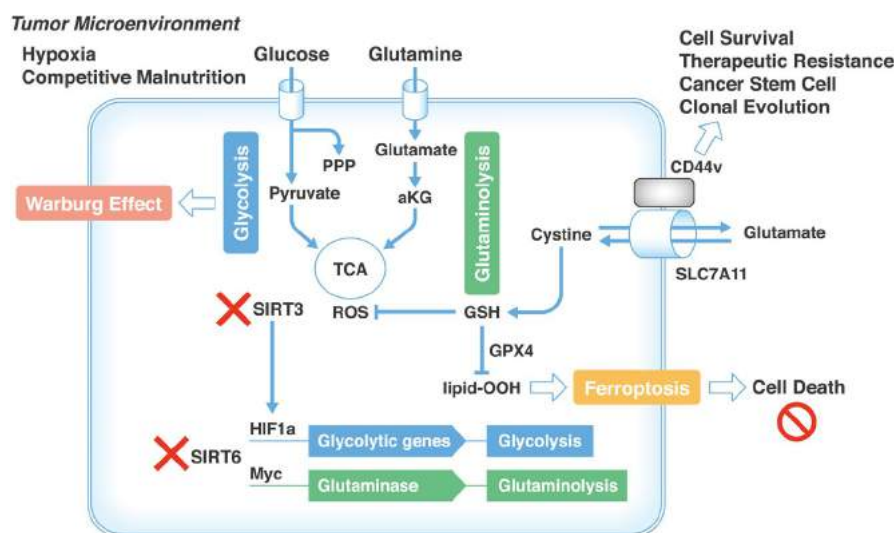 Tumor Microenvironment
Hypoxia
Competitive Malnutrition
Glucose
Glutamine
Cell Survival
Therapeutic Resistance
Cancer Stem Cell
Clonal Evolution
Glycolysis
PPP
Pyruvate
Glutamate
aKG
Glutaminolysis
CD44v
Warburg Effect
Cystine
Glutamate
SLC7A11
TCA
SIRT3
ROS
GSH
GPX4
lipid-OOH
Ferroptosis
Cell Death
HIF1a
Glycolytic genes
Glycolysis
SIRT6
Myc
Glutaminase
Glutaminolysis